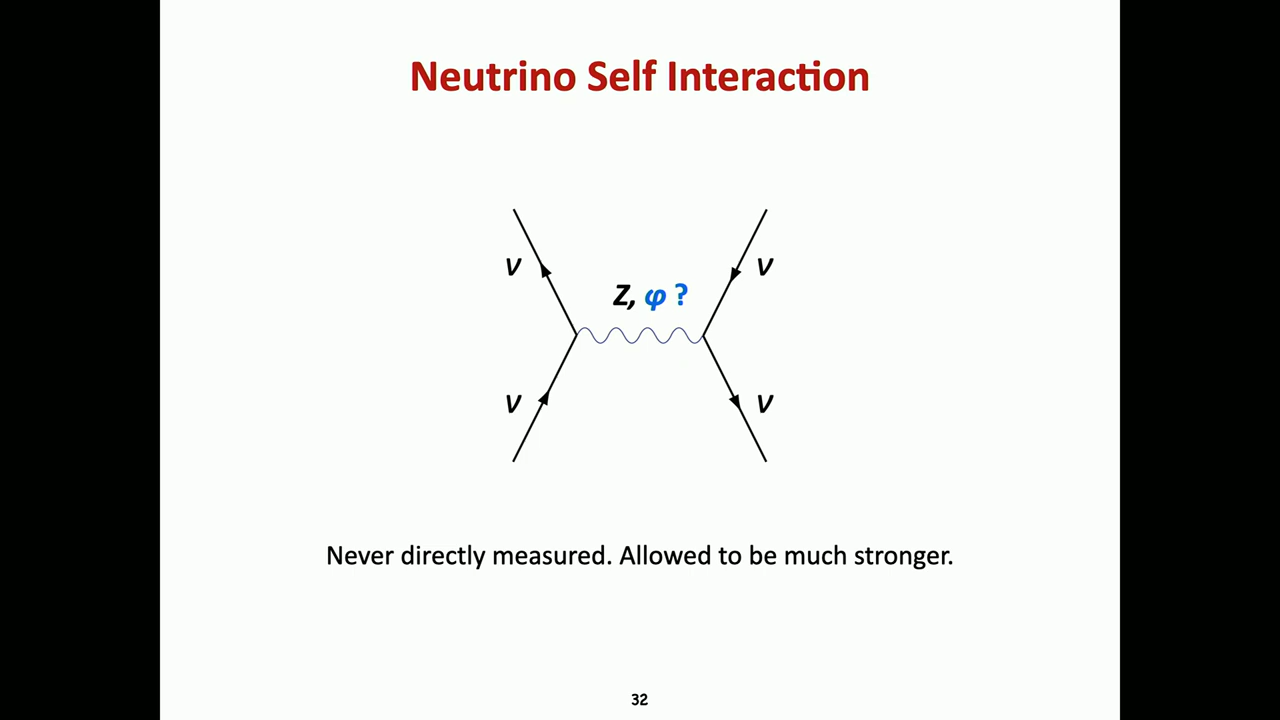 Neutrino Self Interaction
ν ν
Z, φ ?
ν ν
Never directly measured. Allowed to be much stronger.
32